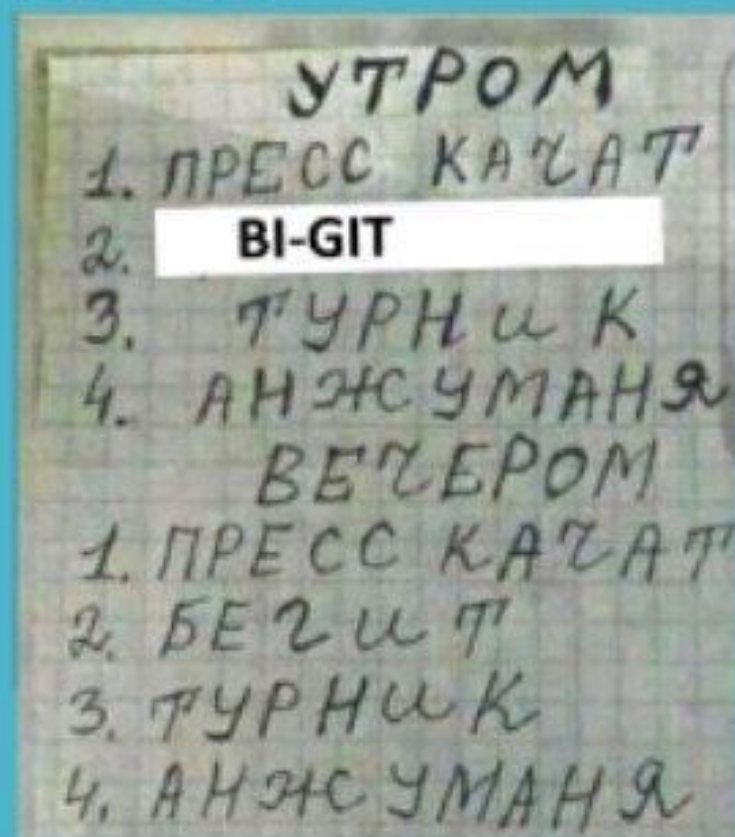 УТРОМ
1. ПРЕСС КАЧАТ
2. BI-GIT
3. ТУРНиК
4. АНЖУМАНЯ
ВЕЧЕРОМ
1. ПРЕСС КАЧАТ
2. БЕГиТ
3. ТУРНиК
4. АНЖУМАНЯ